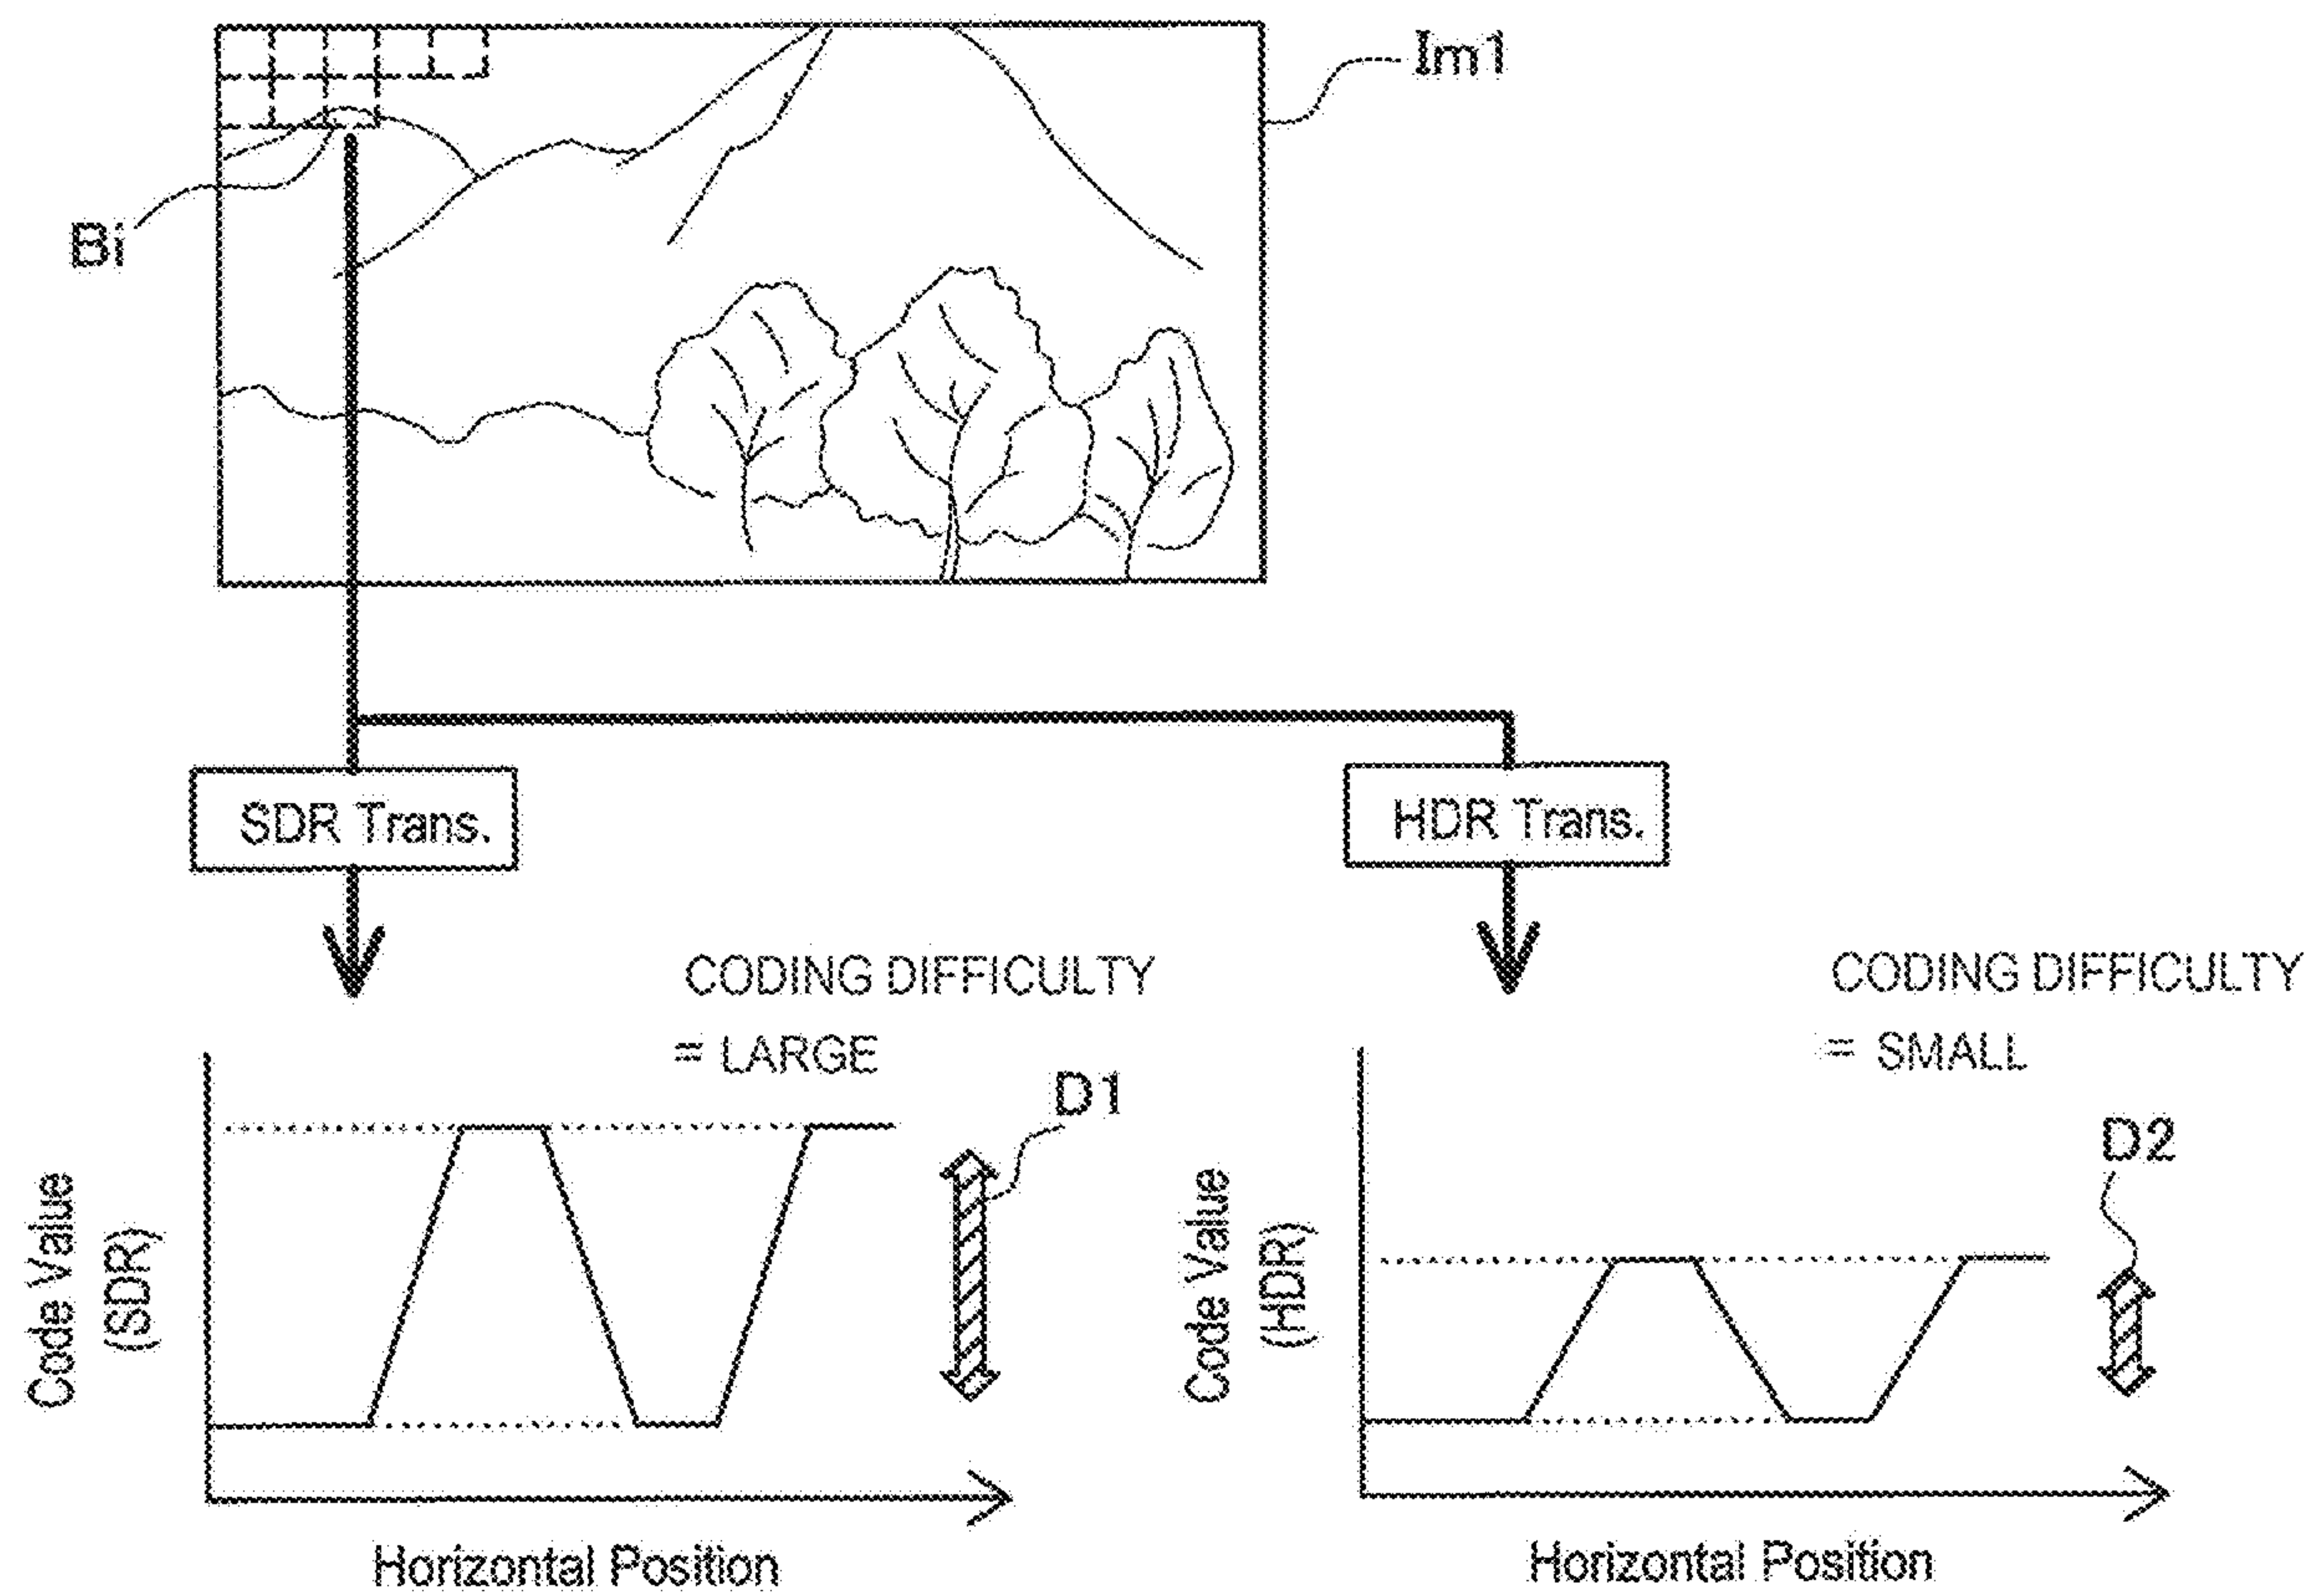 Im1
Bi
SDR Trans.
HDR Trans.
CODING DIFFICULTY
= LARGE
CODING DIFFICULTY
= SMALL
D1
D2
Code Value
(SDR)
Code Value
(HDR)
Horizontal Position
Horizontal Position